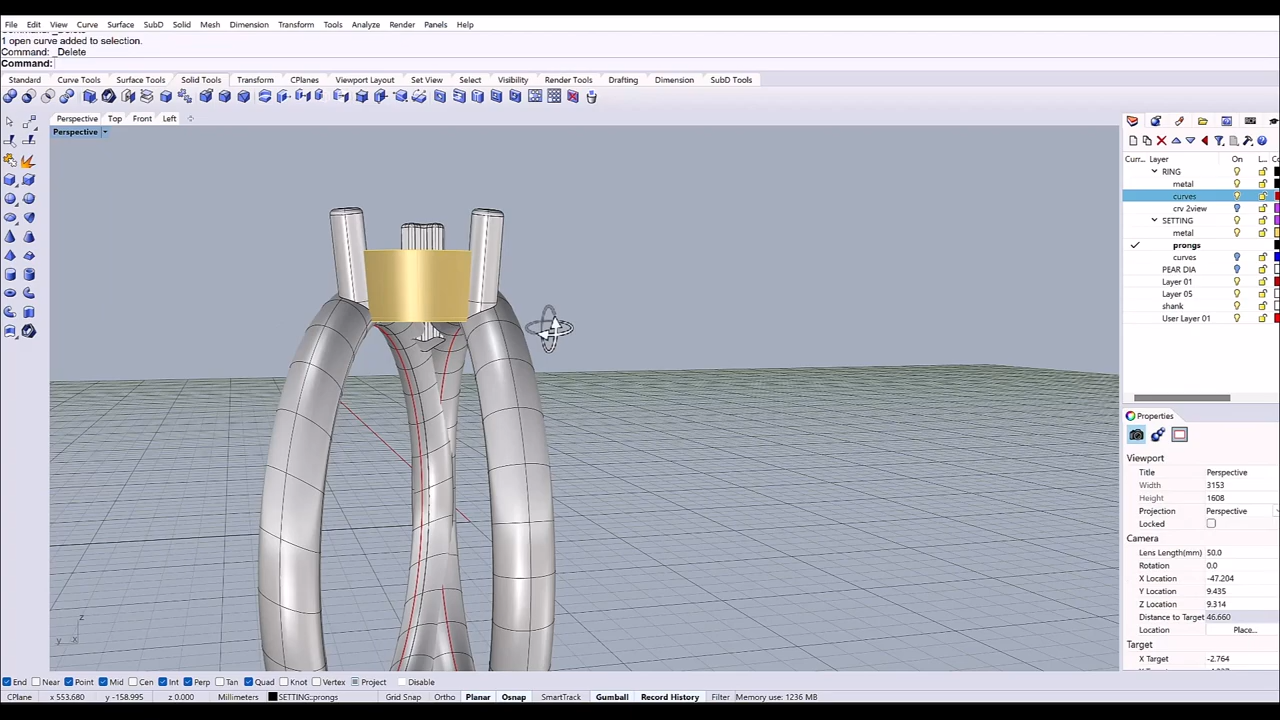 File Edit View Curve Surface SubD Solid Mesh Dimension Transform Tools Analyze Render Panels Help
1 open curve added to selection.
Command: _Delete
Command:
Standard Curve Tools Surface Tools Solid Tools Transform CPlanes Viewport Layout Set View Select Visibility Render Tools Drafting Dimension SubD Tools
Perspective Top Front Left
Perspective
Curr... Layer On L... Co
RING
metal
curves
crv 2view
SETTING
metal
prongs
curves
PEAR DIA
Layer 01
Layer 05
shank
User Layer 01
Properties
Viewport
Title Perspective
Width 3153
Height 1608
Projection Perspective
Locked
Camera
Lens Length(mm) 50.0
Rotation 0.0
X Location -47.204
Y Location 9.435
Z Location 9.314
Distance to Target 46.660
Location Place...
Target
X Target -2.764
z
y x
End Near Point Mid Cen Int Perp Tan Quad Knot Vertex Project Disable
CPlane x 553.680 y -158.995 z 0.000 Millimeters SETTING::prongs Grid Snap Ortho Planar Osnap SmartTrack Gumball Record History Filter Memory use: 1236 MB